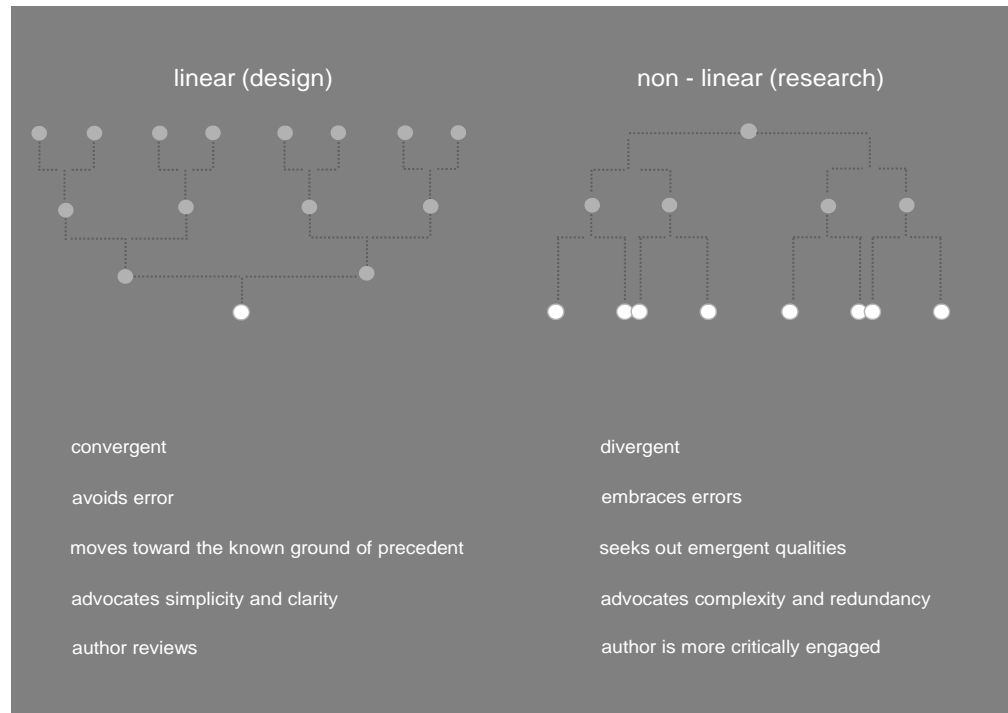 linear (design)
non - linear (research)
convergent
avoids error
moves toward the known ground of precedent
advocates simplicity and clarity
author reviews
divergent
embraces errors
seeks out emergent qualities
advocates complexity and redundancy
author is more critically engaged